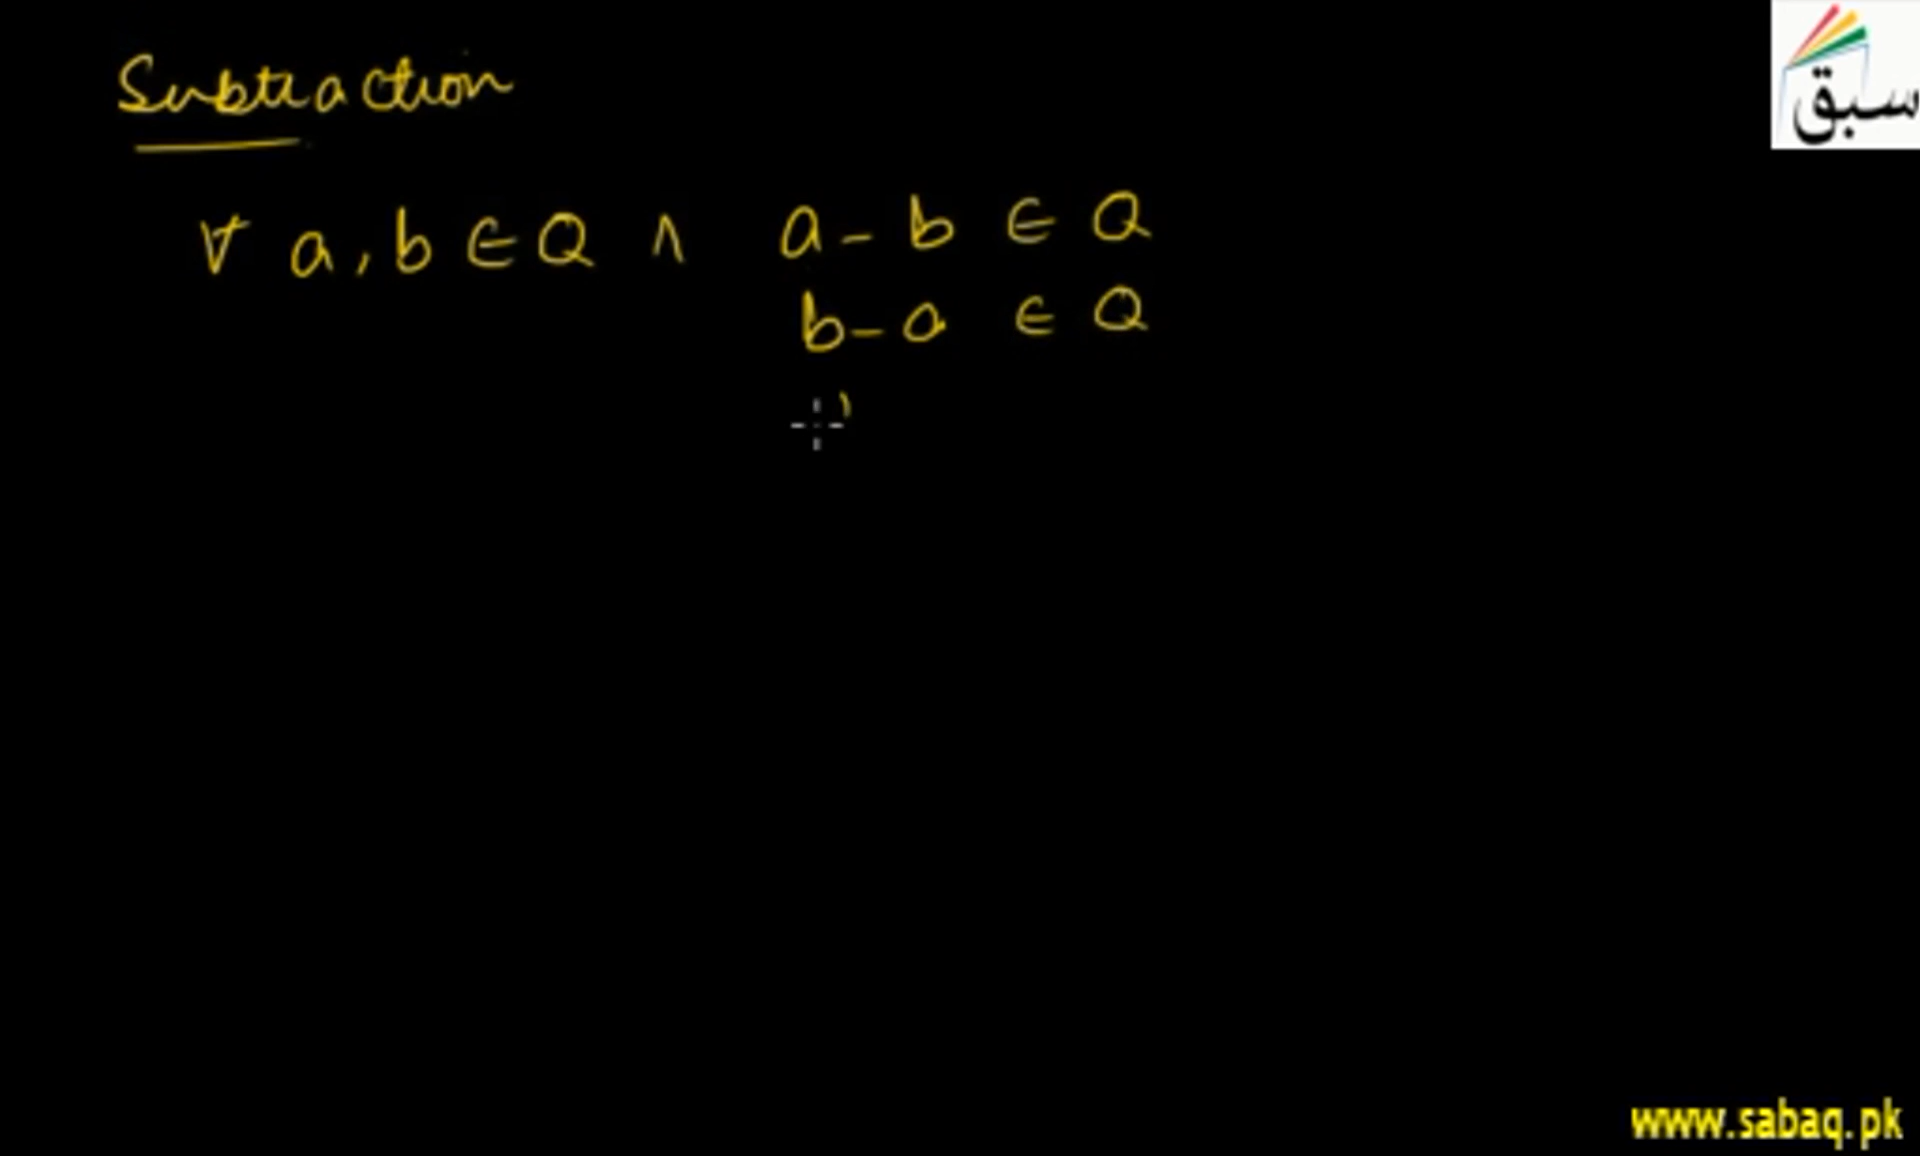 Subtraction
سبق
∀ a, b ∈ Q ∧ a - b ∈ Q
b - a ∈ Q
www.sabaq.pk